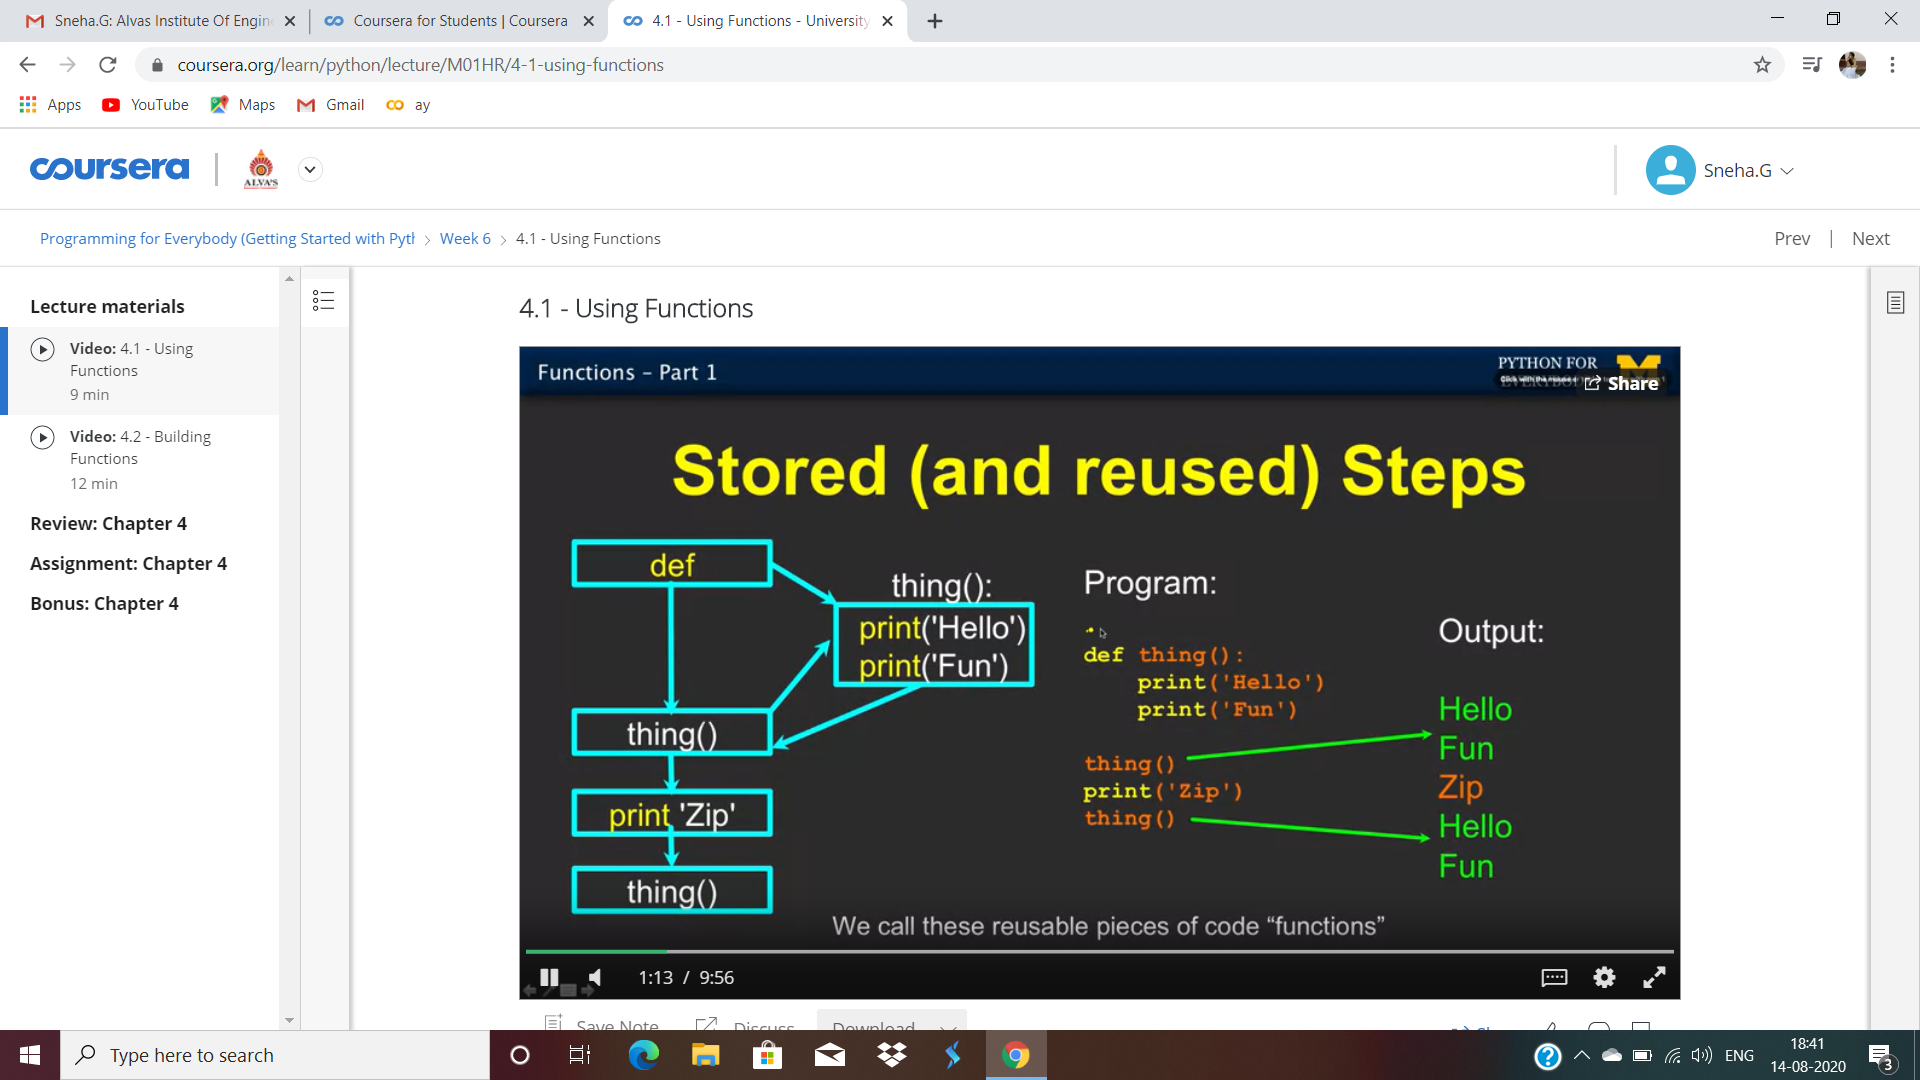 Sneha.G: Alvas Institute Of Engine
Coursera for Students | Coursera
4.1 - Using Functions - University
coursera.org/learn/python/lecture/M01HR/4-1-using-functions
Apps YouTube Maps Gmail ay
coursera
ALVA'S
Sneha.G
Programming for Everybody (Getting Started with Pyth
Week 6
4.1 - Using Functions
Prev | Next
Lecture materials
Video: 4.1 - Using
Functions
9 min
Video: 4.2 - Building
Functions
12 min
Review: Chapter 4
Assignment: Chapter 4
Bonus: Chapter 4
4.1 - Using Functions
Functions – Part 1
PYTHON FOR
EVERYBODY
Share
Stored (and reused) Steps
def
thing():
print('Hello')
print('Fun')
thing()
print 'Zip'
thing()
Program:
def thing():
print('Hello')
print('Fun')
thing()
print('Zip')
thing()
Output:
Hello
Fun
Zip
Hello
Fun
We call these reusable pieces of code “functions”
1:13 / 9:56
Save Note
Discuss
Download
Type here to search
ENG
18:41
14-08-2020
3